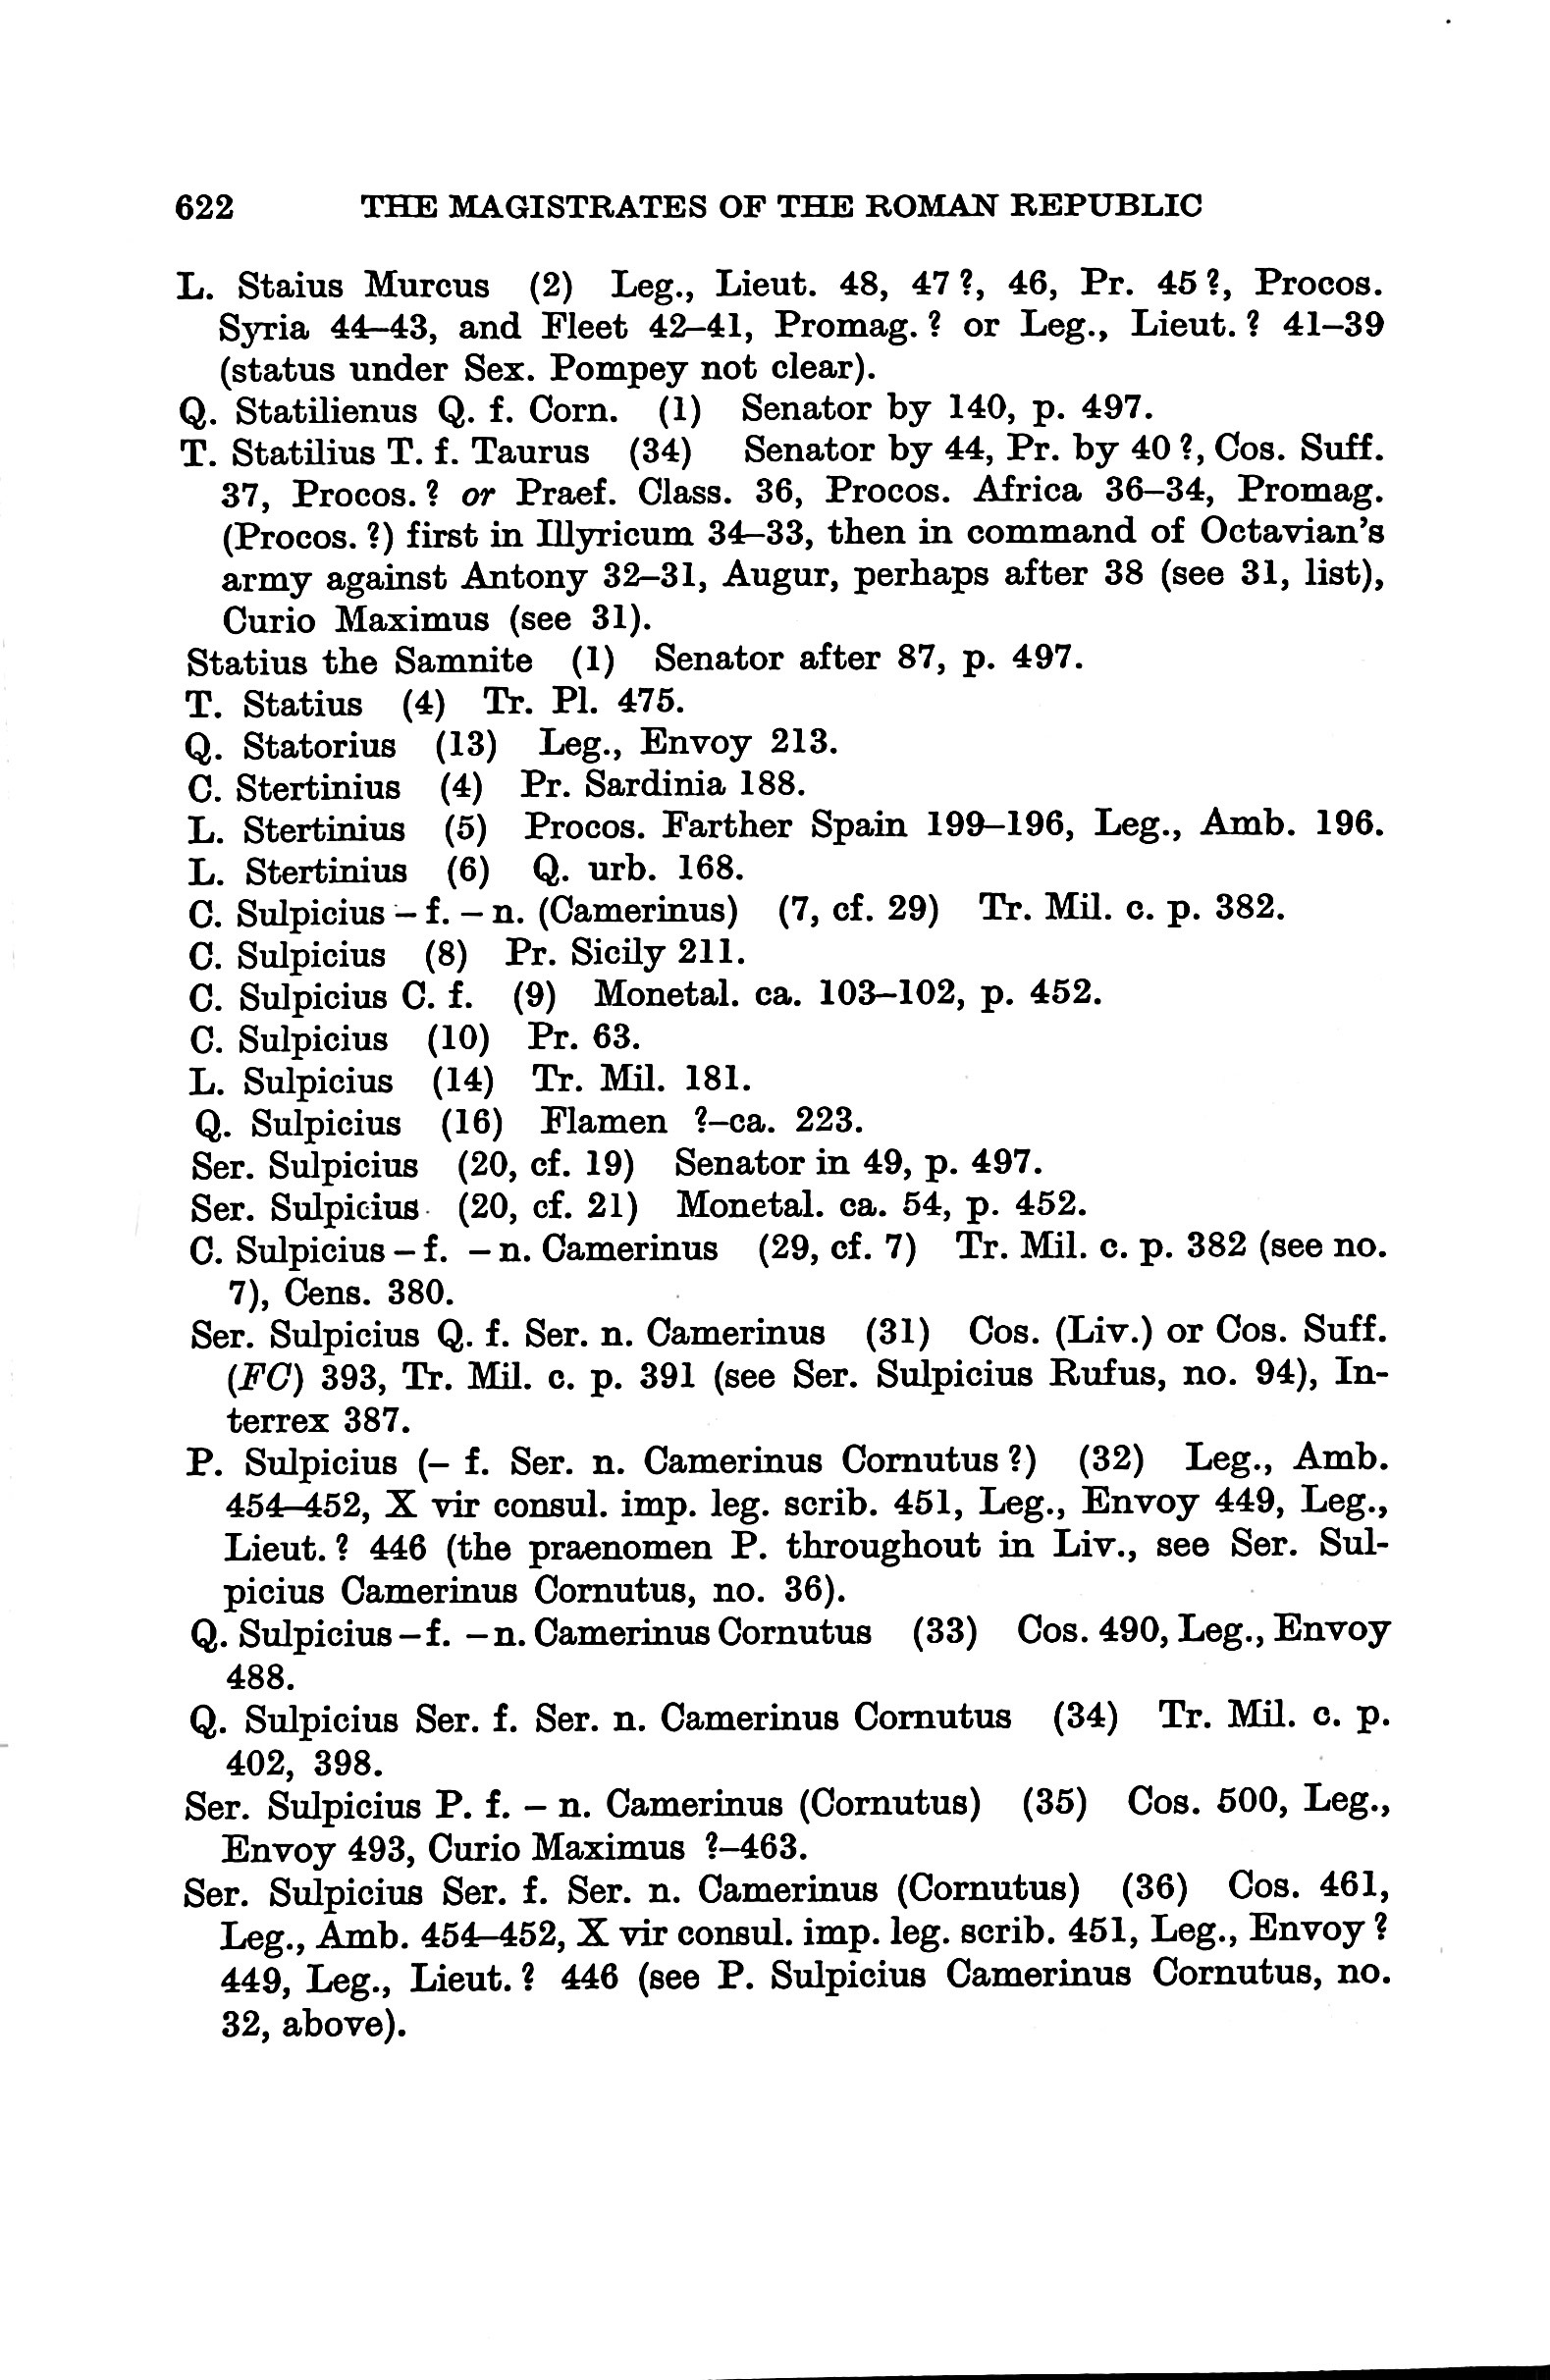 622 THE MAGISTRATES OF THE ROMAN REPUBLIC
L. Staius Murcus (2) Leg., Lieut. 48, 47 ?, 46, Pr. 45 ?, Procos.
Syria 44–43, and Fleet 42–41, Promag. ? or Leg., Lieut. ? 41–39
(status under Sex. Pompey not clear).
Q. Statilienus Q. f. Corn. (1) Senator by 140, p. 497.
T. Statilius T. f. Taurus (34) Senator by 44, Pr. by 40 ?, Cos. Suff.
37, Procos. ? or Praef. Class. 36, Procos. Africa 36–34, Promag.
(Procos. ?) first in Illyricum 34–33, then in command of Octavian's
army against Antony 32–31, Augur, perhaps after 38 (see 31, list),
Curio Maximus (see 31).
Statius the Samnite (1) Senator after 87, p. 497.
T. Statius (4) Tr. Pl. 475.
Q. Statorius (13) Leg., Envoy 213.
C. Stertinius (4) Pr. Sardinia 188.
L. Stertinius (5) Procos. Farther Spain 199–196, Leg., Amb. 196.
L. Stertinius (6) Q. urb. 168.
C. Sulpicius – f. – n. (Camerinus) (7, cf. 29) Tr. Mil. c. p. 382.
C. Sulpicius (8) Pr. Sicily 211.
C. Sulpicius C. f. (9) Monetal. ca. 103–102, p. 452.
C. Sulpicius (10) Pr. 63.
L. Sulpicius (14) Tr. Mil. 181.
Q. Sulpicius (16) Flamen ?–ca. 223.
Ser. Sulpicius (20, cf. 19) Senator in 49, p. 497.
Ser. Sulpicius (20, cf. 21) Monetal. ca. 54, p. 452.
C. Sulpicius – f. – n. Camerinus (29, cf. 7) Tr. Mil. c. p. 382 (see no.
7), Cens. 380.
Ser. Sulpicius Q. f. Ser. n. Camerinus (31) Cos. (Liv.) or Cos. Suff.
(FC) 393, Tr. Mil. c. p. 391 (see Ser. Sulpicius Rufus, no. 94), In-
terrex 387.
P. Sulpicius (– f. Ser. n. Camerinus Cornutus ?) (32) Leg., Amb.
454–452, X vir consul. imp. leg. scrib. 451, Leg., Envoy 449, Leg.,
Lieut. ? 446 (the praenomen P. throughout in Liv., see Ser. Sul-
picius Camerinus Cornutus, no. 36).
Q. Sulpicius – f. – n. Camerinus Cornutus (33) Cos. 490, Leg., Envoy
488.
Q. Sulpicius Ser. f. Ser. n. Camerinus Cornutus (34) Tr. Mil. c. p.
402, 398.
Ser. Sulpicius P. f. – n. Camerinus (Cornutus) (35) Cos. 500, Leg.,
Envoy 493, Curio Maximus ?–463.
Ser. Sulpicius Ser. f. Ser. n. Camerinus (Cornutus) (36) Cos. 461,
Leg., Amb. 454–452, X vir consul. imp. leg. scrib. 451, Leg., Envoy ?
449, Leg., Lieut. ? 446 (see P. Sulpicius Camerinus Cornutus, no.
32, above).